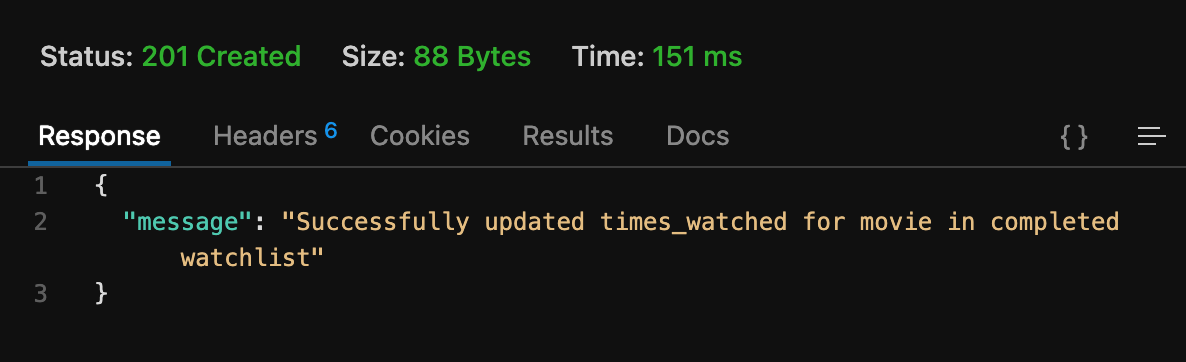 Status: 201 Created Size: 88 Bytes Time: 151 ms
Response Headers 6 Cookies Results Docs { }
1 {
2 "message": "Successfully updated times_watched for movie in completed
watchlist"
3 }